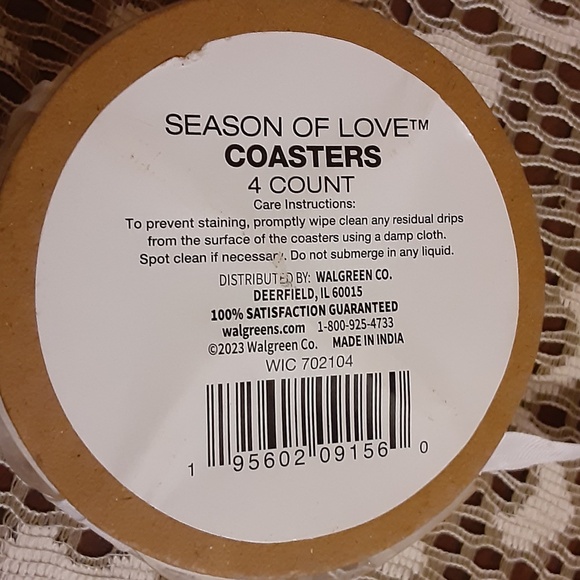 SEASON OF LOVE™
COASTERS
4 COUNT
Care Instructions:
To prevent staining, promptly wipe clean any residual drips
from the surface of the coasters using a damp cloth.
Spot clean if necessary. Do not submerge in any liquid.
DISTRIBUTED BY: WALGREEN CO.
DEERFIELD, IL 60015
100% SATISFACTION GUARANTEED
walgreens.com 1-800-925-4733
©2023 Walgreen Co. MADE IN INDIA
WIC 702104
1 95602 09156 0